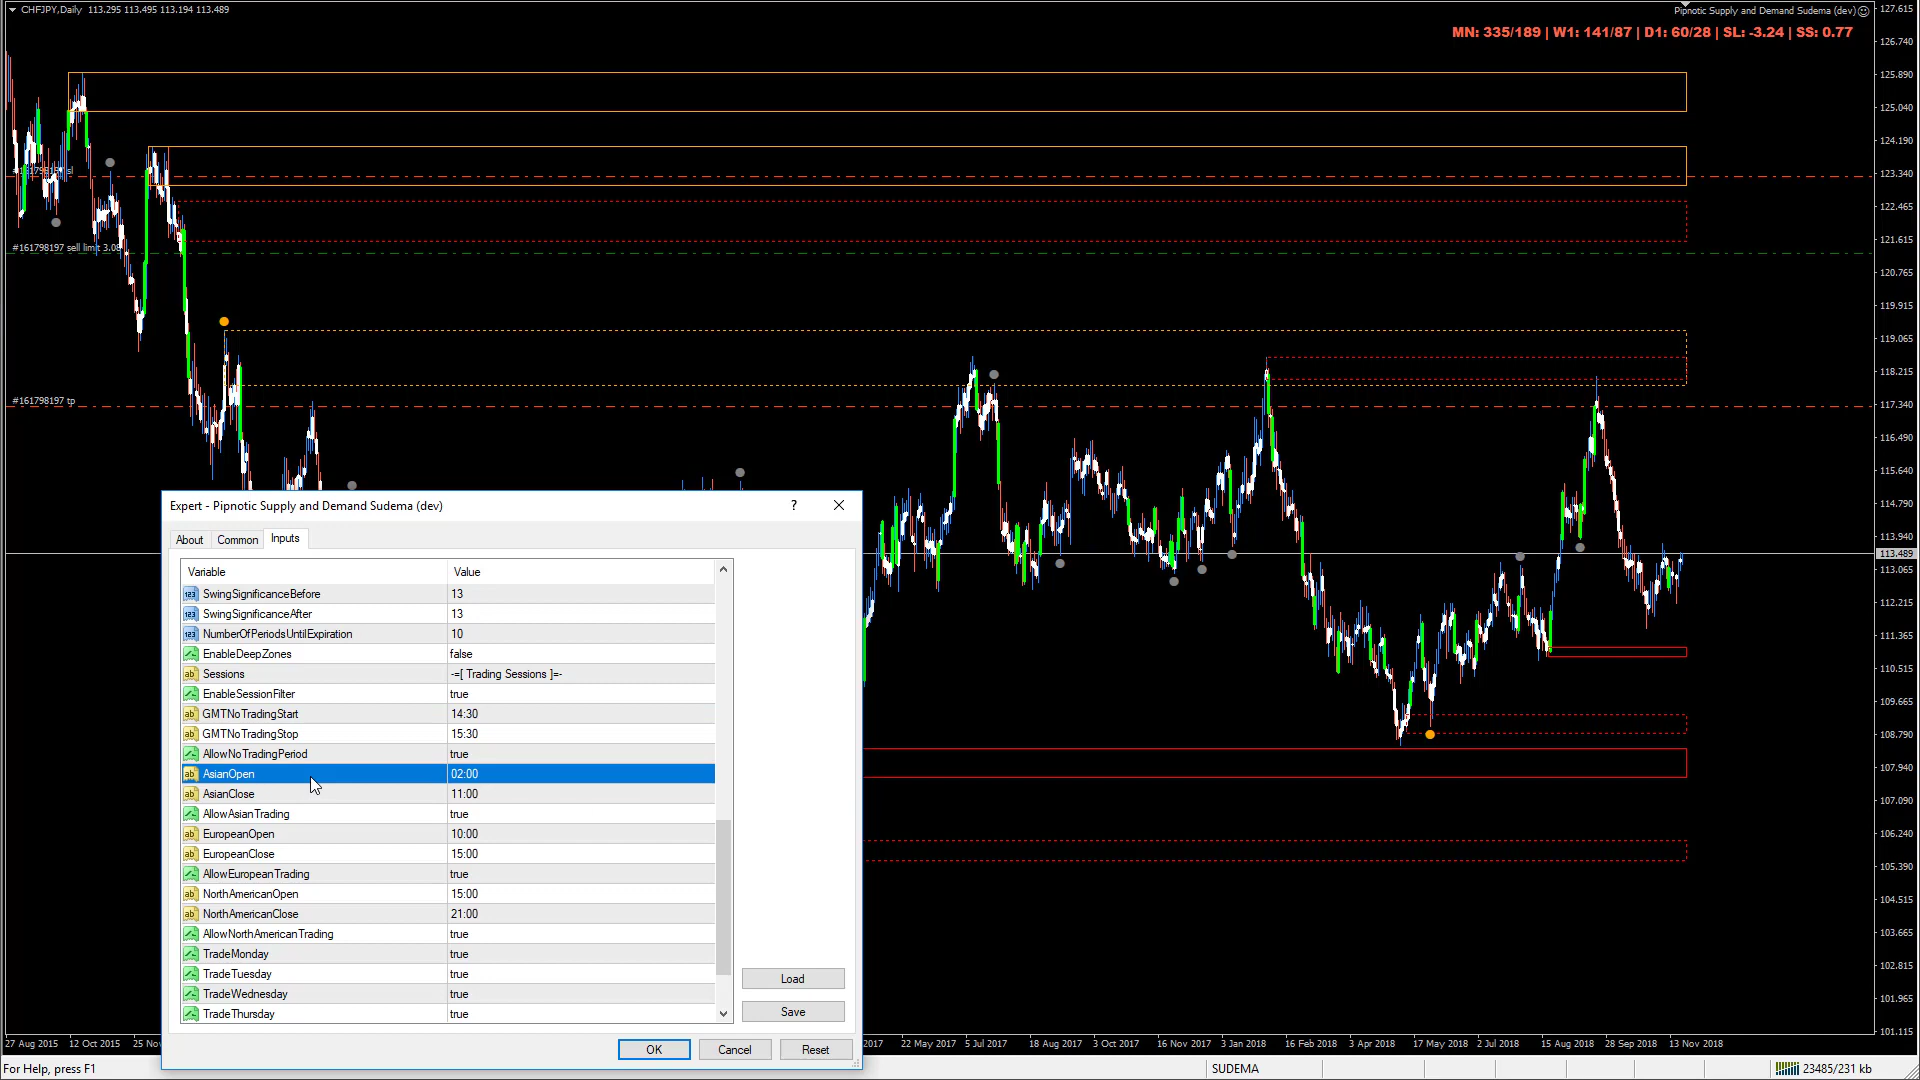 CHFJPY,Daily 113.295 113.495 113.194 113.489
Pipnotic Supply and Demand Sudema (dev)
MN: 335/189 | W1: 141/87 | D1: 60/28 | SL: -3.24 | SS: 0.77
#161798197 sell limit 3.08
#161798197 tp
127.615
126.740
125.890
125.040
124.190
123.340
122.465
121.615
120.765
119.915
119.065
118.215
117.340
116.490
115.640
114.790
113.940
113.489
113.065
112.215
111.365
110.515
109.665
108.790
107.940
107.090
106.240
105.390
104.515
103.665
102.815
101.965
101.115
Expert - Pipnotic Supply and Demand Sudema (dev)
?
About Common Inputs
Variable Value
SwingSignificanceBefore 13
SwingSignificanceAfter 13
NumberOfPeriodsUntilExpiration 10
EnableDeepZones false
Sessions -=[ Trading Sessions ]=-
EnableSessionFilter true
GMTNoTradingStart 14:30
GMTNoTradingStop 15:30
AllowNoTradingPeriod true
AsianOpen 02:00
AsianClose 11:00
AllowAsianTrading true
EuropeanOpen 10:00
EuropeanClose 15:00
AllowEuropeanTrading true
NorthAmericanOpen 15:00
NorthAmericanClose 21:00
AllowNorthAmericanTrading true
TradeMonday true
TradeTuesday true
TradeWednesday true
TradeThursday true
Load
Save
OK Cancel Reset
27 Aug 2015 12 Oct 2015 25 Nov 2017 22 May 2017 5 Jul 2017 18 Aug 2017 3 Oct 2017 16 Nov 2017 3 Jan 2018 16 Feb 2018 3 Apr 2018 17 May 2018 2 Jul 2018 15 Aug 2018 28 Sep 2018 13 Nov 2018
For Help, press F1
SUDEMA
23485/231 kb